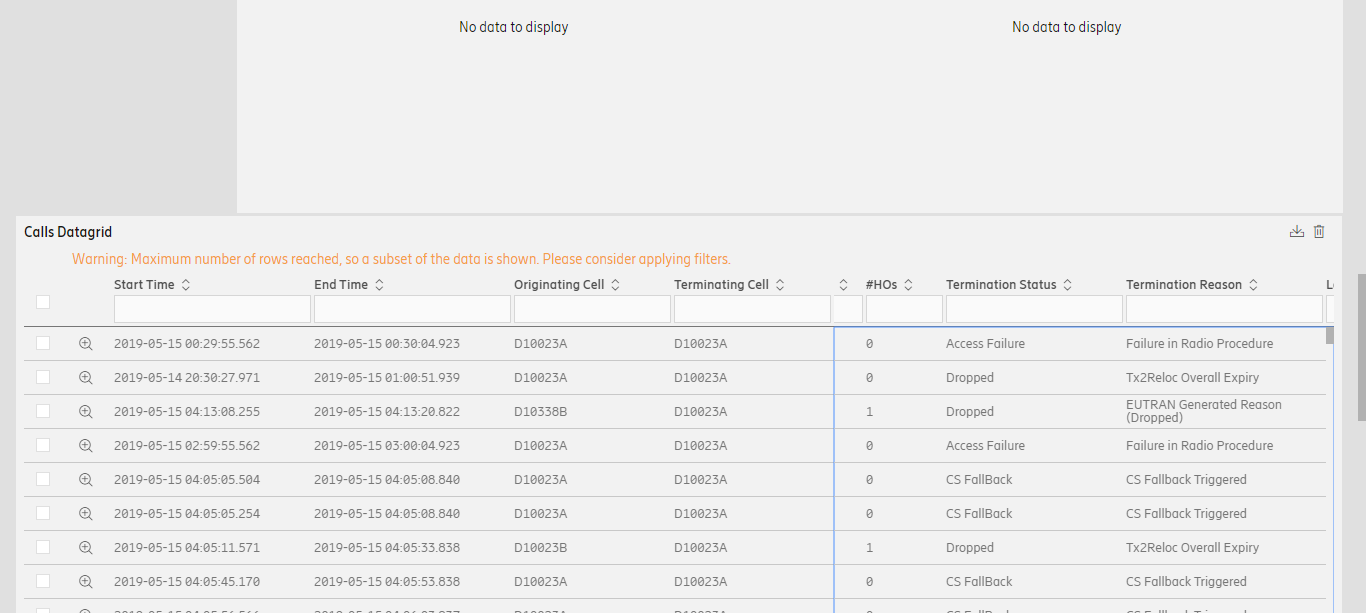 No data to display No data to display
Calls Datagrid
Warning: Maximum number of rows reached, so a subset of the data is shown. Please consider applying filters.
Start Time End Time Originating Cell Terminating Cell #HOs Termination Status Termination Reason
2019-05-15 00:29:55.562 2019-05-15 00:30:04.923 D10023A D10023A 0 Access Failure Failure in Radio Procedure
2019-05-14 20:30:27.971 2019-05-15 01:00:51.939 D10023A D10023A 0 Dropped Tx2Reloc Overall Expiry
2019-05-15 04:13:08.255 2019-05-15 04:13:20.822 D10338B D10023A 1 Dropped EUTRAN Generated Reason
(Dropped)
2019-05-15 02:59:55.562 2019-05-15 03:00:04.923 D10023A D10023A 0 Access Failure Failure in Radio Procedure
2019-05-15 04:05:05.504 2019-05-15 04:05:08.840 D10023A D10023A 0 CS FallBack CS Fallback Triggered
2019-05-15 04:05:05.254 2019-05-15 04:05:08.840 D10023A D10023A 0 CS FallBack CS Fallback Triggered
2019-05-15 04:05:11.571 2019-05-15 04:05:33.838 D10023B D10023A 1 Dropped Tx2Reloc Overall Expiry
2019-05-15 04:05:45.170 2019-05-15 04:05:53.838 D10023A D10023A 0 CS FallBack CS Fallback Triggered